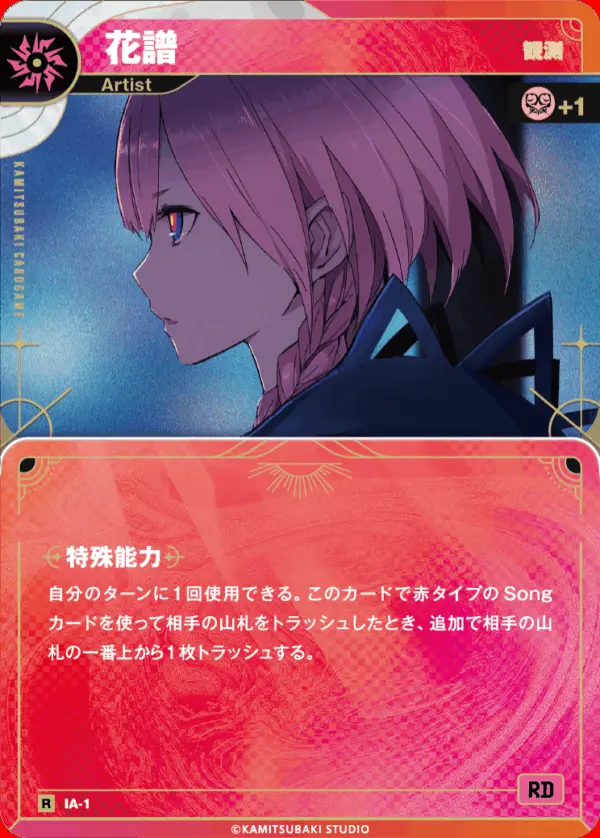 花譜
観測
Artist
+1
KAMITSUBAKI CARDGAME
特殊能力
自分のターンに1回使用できる。このカードで赤タイプのSong
カードを使って相手の山札をトラッシュしたとき、追加で相手の山
札の一番上から1枚トラッシュする。
RD
R IA-1
©KAMITSUBAKI STUDIO